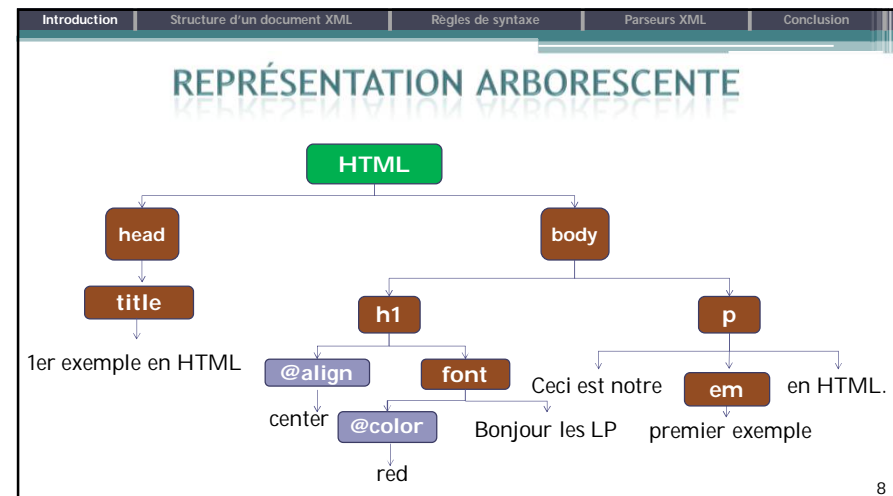 Introduction Structure d'un document XML Règles de syntaxe Parseurs XML Conclusion
REPRÉSENTATION ARBORESCENTE
HTML
head body
title h1 p
1er exemple en HTML @align font Ceci est notre em en HTML.
center @color Bonjour les LP premier exemple
red
8